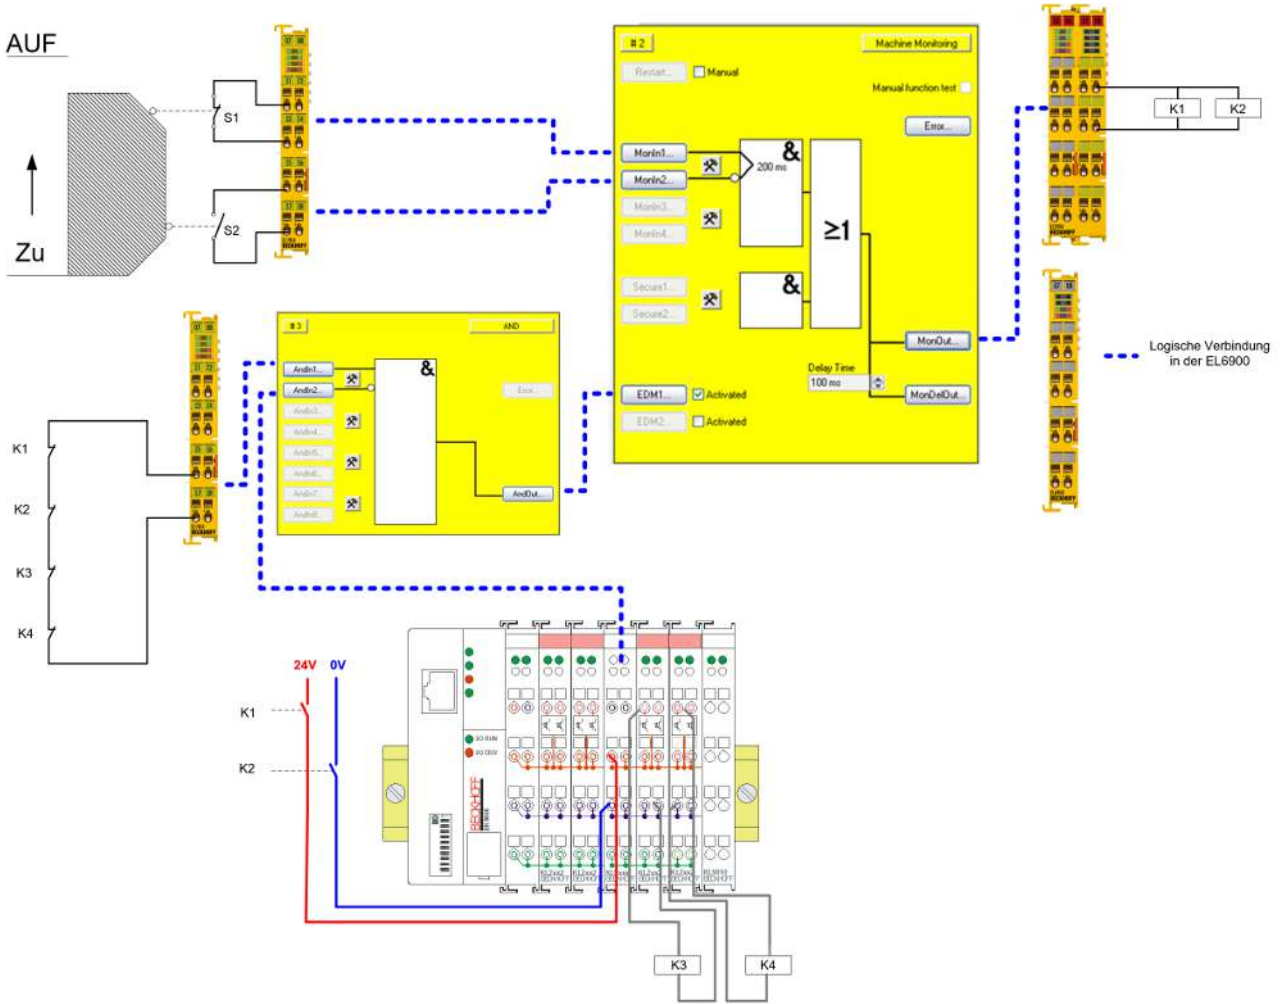 AUF
Zu
S1
S2
# 2
Machine Monitoring
Restart...
Manual
Manual function test
Error...
MonIn1...
MonIn2...
MonIn3...
MonIn4...
&
200 ms
≥1
Secure1...
Secure2...
&
MonOut...
Delay Time
100 ms
MonDelOut...
EDM1...
Activated
EDM2...
Activated
K1
K2
Logische Verbindung
in der EL6900
# 3
AND
AndIn1...
AndIn2...
AndIn3...
AndIn4...
AndIn5...
AndIn6...
AndIn7...
AndIn8...
&
Error...
AndOut...
K1
K2
K3
K4
24V
0V
K1
K2
I/O RUN
I/O ERR
BECKHOFF
K3
K4